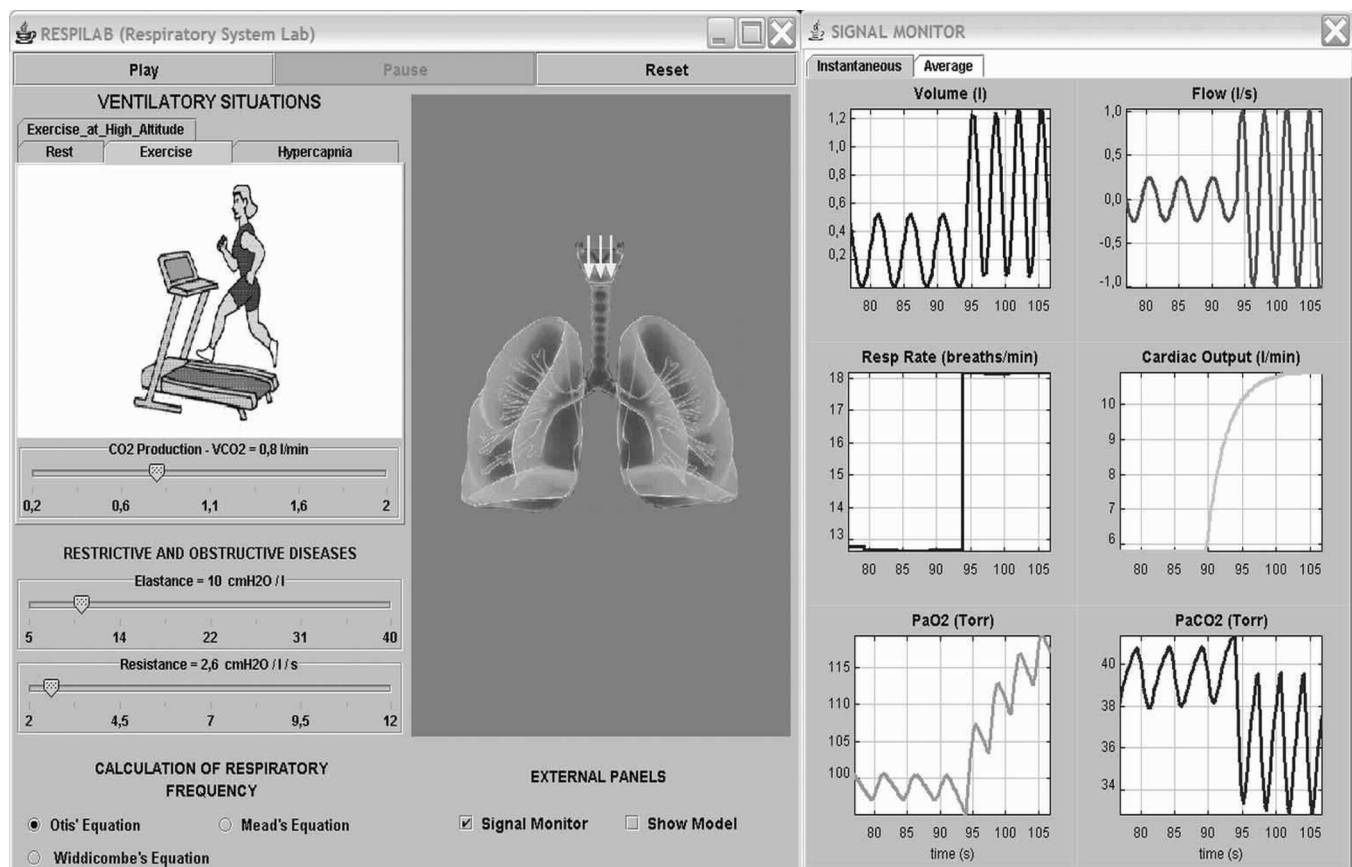 RESPILAB (Respiratory System Lab)
Play Pause Reset
VENTILATORY SITUATIONS
Exercise_at_High_Altitude
Rest Exercise Hypercapnia
CO2 Production - VCO2 = 0,8 l/min
0,2 0,6 1,1 1,6 2
RESTRICTIVE AND OBSTRUCTIVE DISEASES
Elastance = 10 cmH2O / l
5 14 22 31 40
Resistance = 2,6 cmH2O / l / s
2 4,5 7 9,5 12
CALCULATION OF RESPIRATORY
FREQUENCY
Otis' Equation Mead's Equation
Widdicombe's Equation
EXTERNAL PANELS
Signal Monitor Show Model
SIGNAL MONITOR
Instantaneous Average
Volume (l)
1,2
1,0
0,8
0,6
0,4
0,2
80 85 90 95 100 105
Flow (l/s)
1,0
0,5
0,0
-0,5
-1,0
80 85 90 95 100 105
Resp Rate (breaths/min)
18
17
16
15
14
13
80 85 90 95 100 105
Cardiac Output (l/min)
10
9
8
7
6
80 85 90 95 100 105
PaO2 (Torr)
115
110
105
100
80 85 90 95 100 105
time (s)
PaCO2 (Torr)
40
38
36
34
80 85 90 95 100 105
time (s)